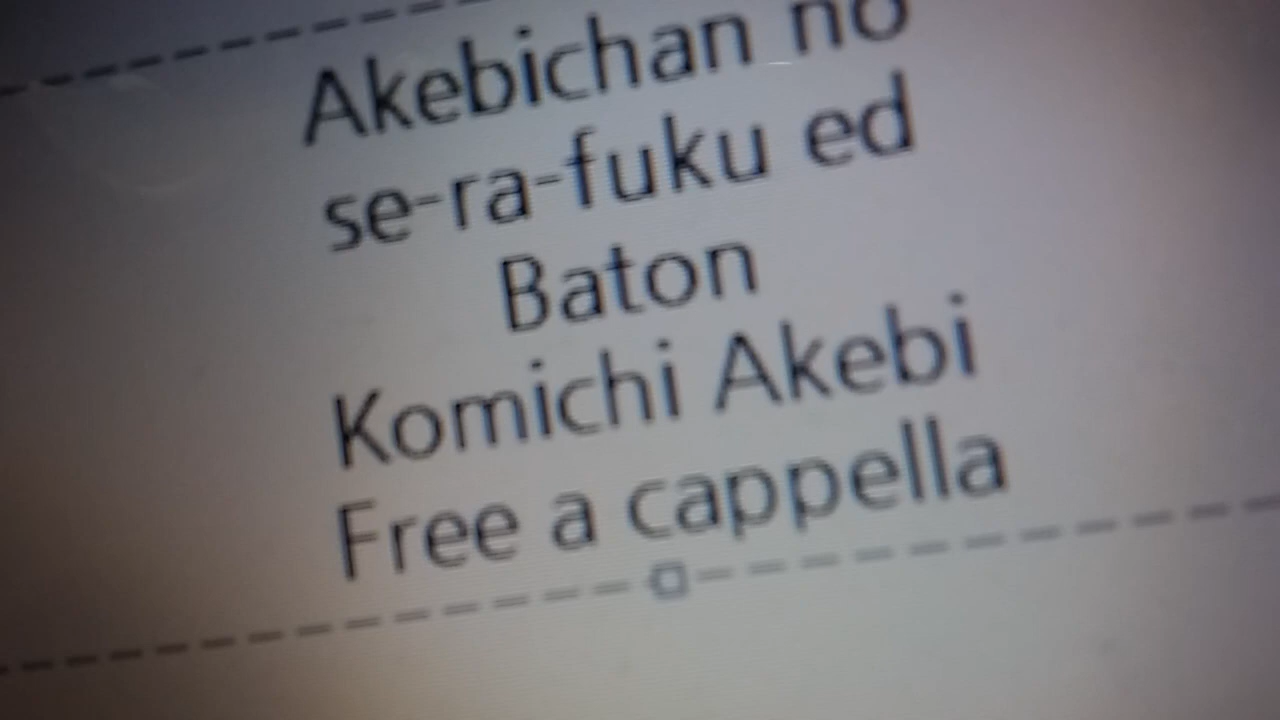 Akebichan no
se-ra-fuku ed
Baton
Komichi Akebi
Free a cappella